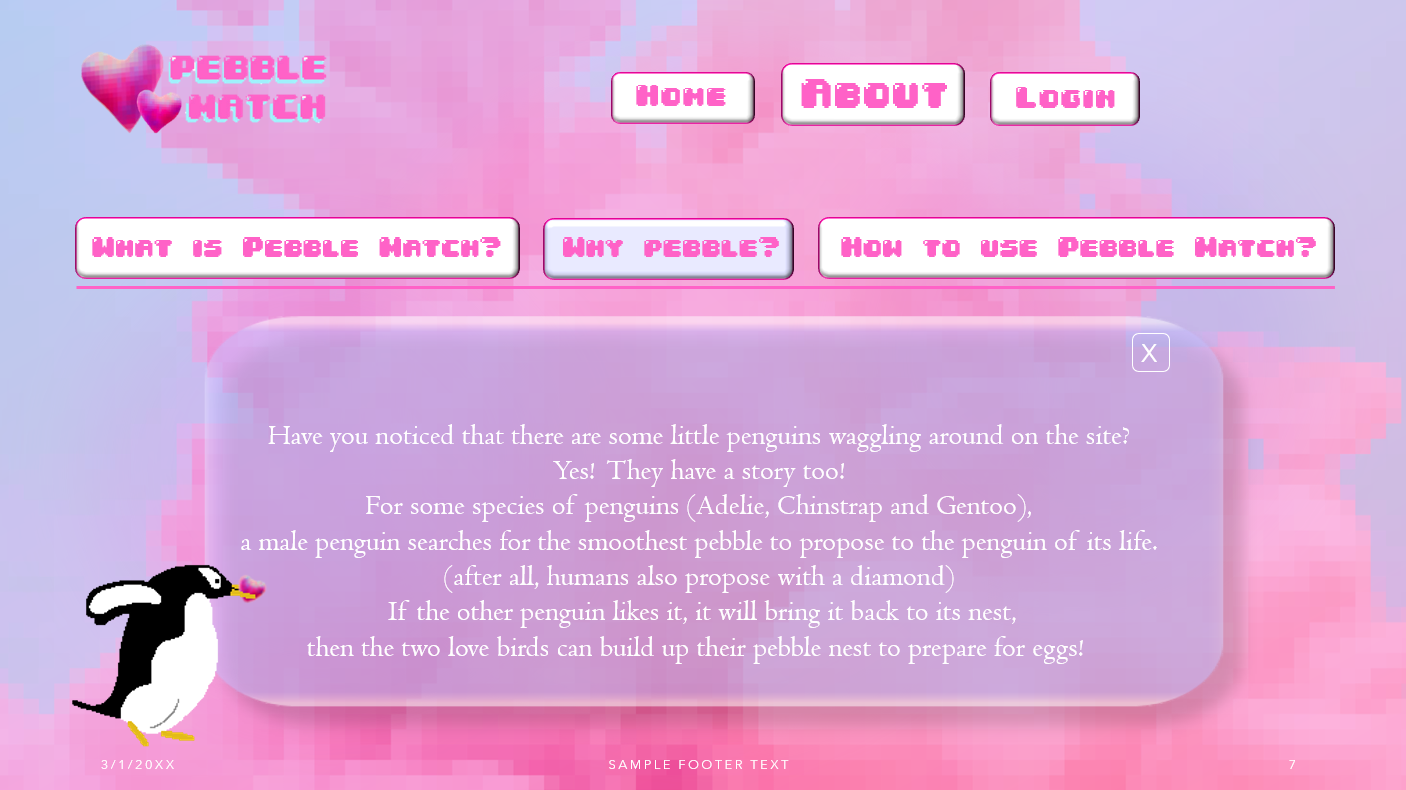 PEBBLE
MATCH
Home
About
Login
What is Pebble Match?
Why pebble?
How to use Pebble Match?
X
Have you noticed that there are some little penguins waggling around on the site?
Yes! They have a story too!
For some species of penguins (Adelie, Chinstrap and Gentoo),
a male penguin searches for the smoothest pebble to propose to the penguin of its life.
(after all, humans also propose with a diamond)
If the other penguin likes it, it will bring it back to its nest,
then the two love birds can build up their pebble nest to prepare for eggs!
3/1/20XX
SAMPLE FOOTER TEXT
7